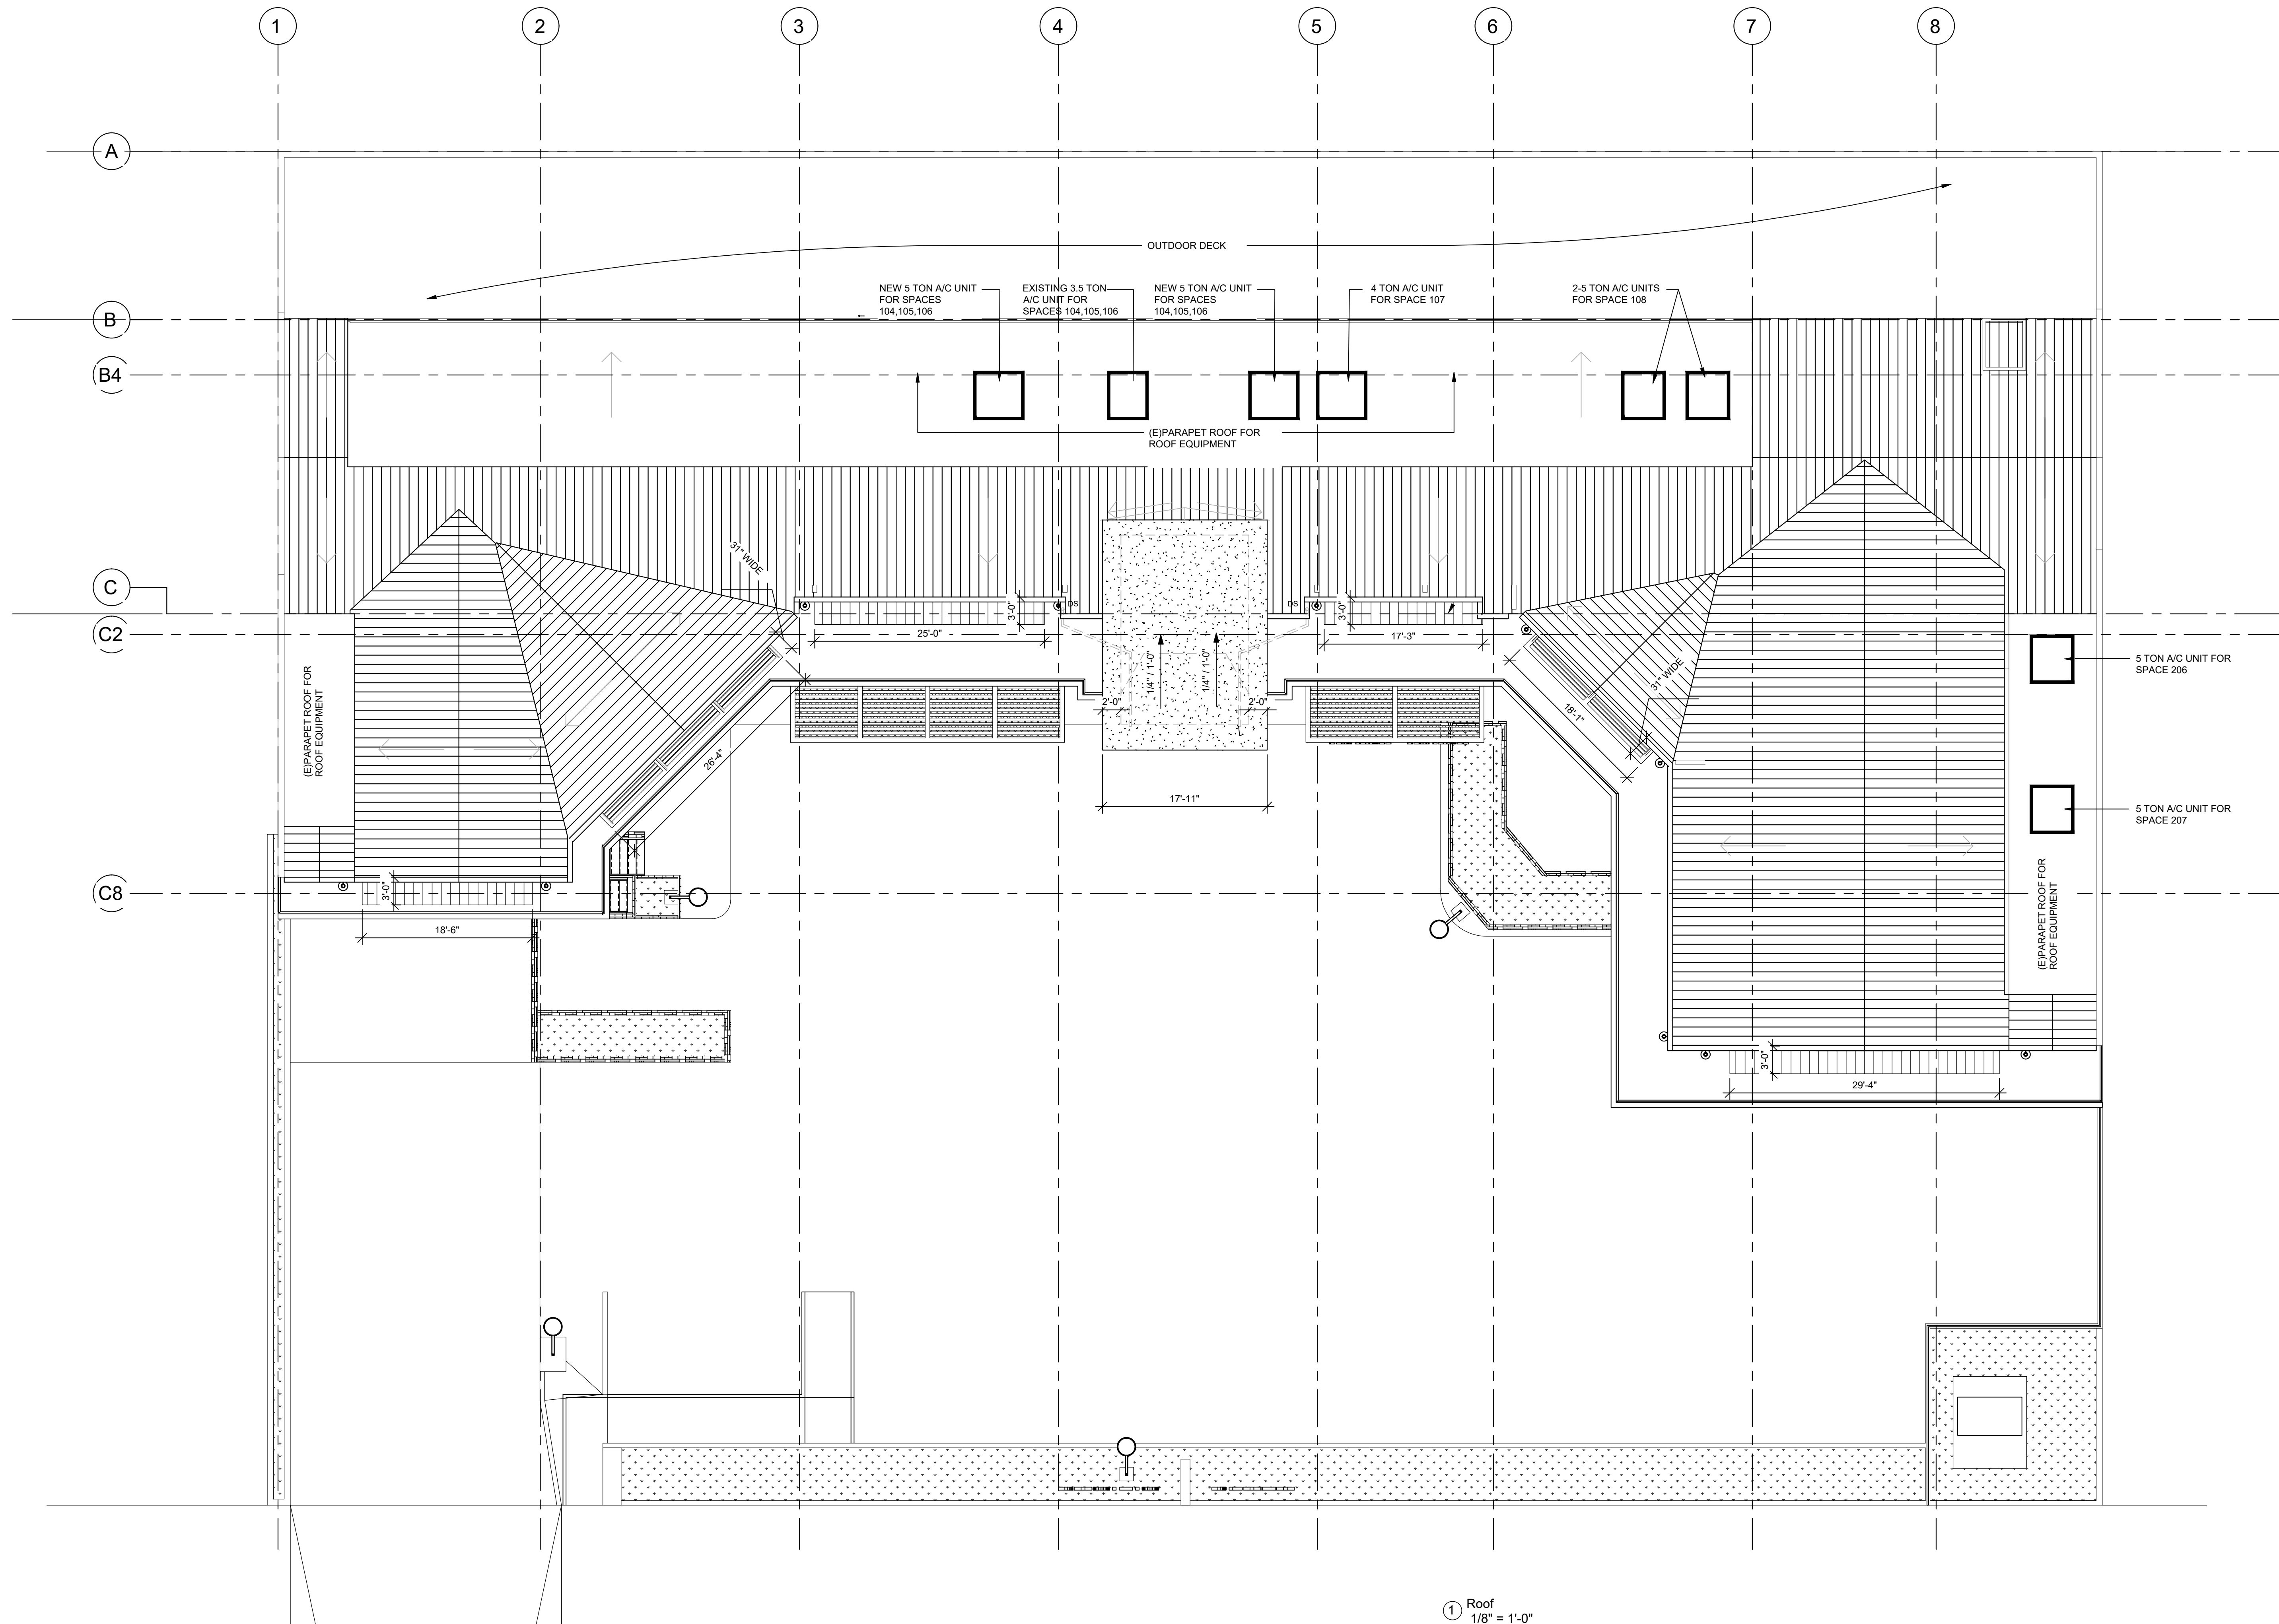 1
2
3
4
5
6
7
8
A
OUTDOOR DECK
NEW 5 TON A/C UNIT
FOR SPACES
104,105,106
EXISTING 3.5 TON
A/C UNIT FOR
SPACES 104,105,106
NEW 5 TON A/C UNIT
FOR SPACES
104,105,106
4 TON A/C UNIT
FOR SPACE 107
2-5 TON A/C UNITS
FOR SPACE 108
B
B4
(E)PARAPET ROOF FOR
ROOF EQUIPMENT
31" WIDE
C
DS
DS
3'-0"
3'-0"
C2
25'-0"
17'-3"
5 TON A/C UNIT FOR
SPACE 206
(E)PARAPET ROOF FOR
ROOF EQUIPMENT
1/4" / 1'-0"
1/4" / 1'-0"
31" WIDE
2'-0"
2'-0"
18'-1"
26'-4"
17'-11"
5 TON A/C UNIT FOR
SPACE 207
C8
3'-0"
18'-6"
(E)PARAPET ROOF FOR
ROOF EQUIPMENT
3'-0"
29'-4"
1
Roof
1/8" = 1'-0"